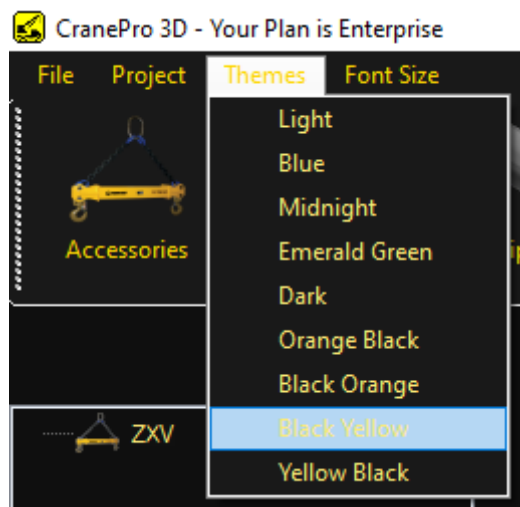 CranePro 3D - Your Plan is Enterprise
File Project Themes Font Size
Light
Blue
Midnight
Accessories
Emerald Green
Dark
Orange Black
Black Orange
Black Yellow
ZXV
Yellow Black